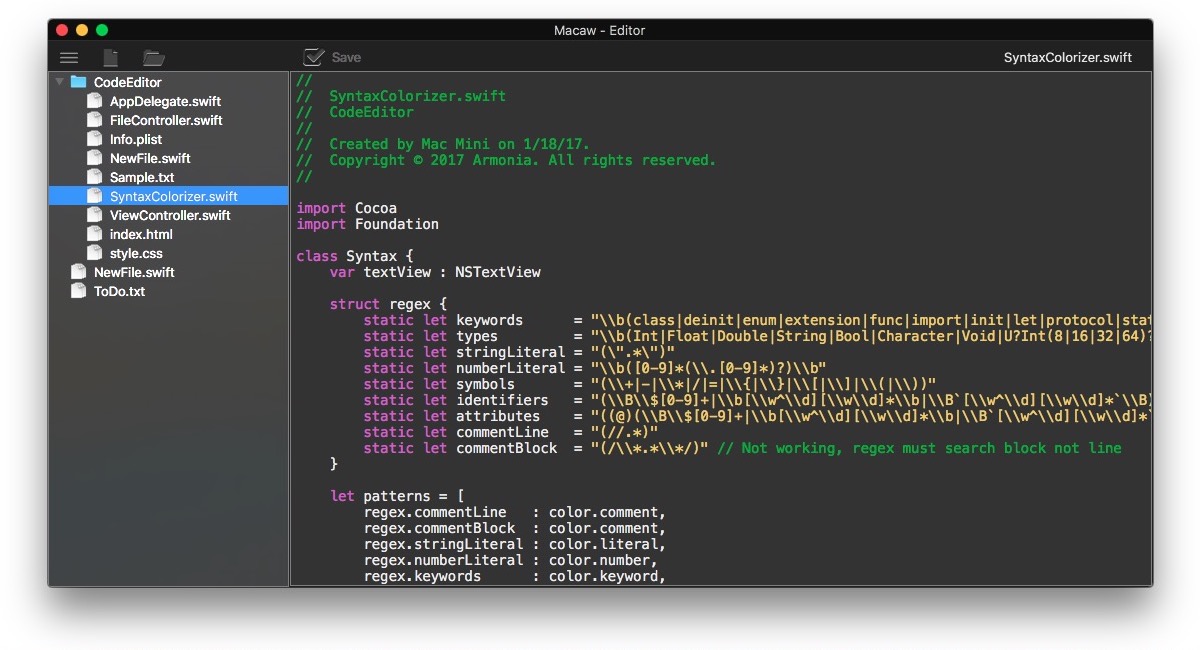 Macaw - Editor
Save
SyntaxColorizer.swift
CodeEditor
AppDelegate.swift
FileController.swift
Info.plist
NewFile.swift
Sample.txt
SyntaxColorizer.swift
ViewController.swift
index.html
style.css
NewFile.swift
ToDo.txt
//
//  SyntaxColorizer.swift
//  CodeEditor
//
//  Created by Mac Mini on 1/18/17.
//  Copyright © 2017 Armonia. All rights reserved.
//
import Cocoa
import Foundation
class Syntax {
    var textView : NSTextView
    struct regex {
        static let keywords      = "\\b(class|deinit|enum|extension|func|import|init|let|protocol|stat
        static let types         = "\\b(Int|Float|Double|String|Bool|Character|Void|U?Int(8|16|32|64)?
        static let stringLiteral = "(\".*\")"
        static let numberLiteral = "\\b([0-9]*(\\.[0-9]*)?)\\b"
        static let symbols       = "(\\+|-|\\*|/|=|\\{|\\}|\\[|\\]|\\(|\\))"
        static let identifiers   = "(\\B\\$[0-9]+|\\b[\\w^\\d][\\w\\d]*\\b|\\B`[\\w^\\d][\\w\\d]*`\\B)
        static let attributes    = "((@)(\\B\\$[0-9]+|\\b[\\w^\\d][\\w\\d]*\\b|\\B`[\\w^\\d][\\w\\d]*`
        static let commentLine   = "(//.*)"
        static let commentBlock  = "(/\\*.*\\*/)" // Not working, regex must search block not line
    }
    let patterns = [
        regex.commentLine   : color.comment,
        regex.commentBlock  : color.comment,
        regex.stringLiteral : color.literal,
        regex.numberLiteral : color.number,
        regex.keywords      : color.keyword,